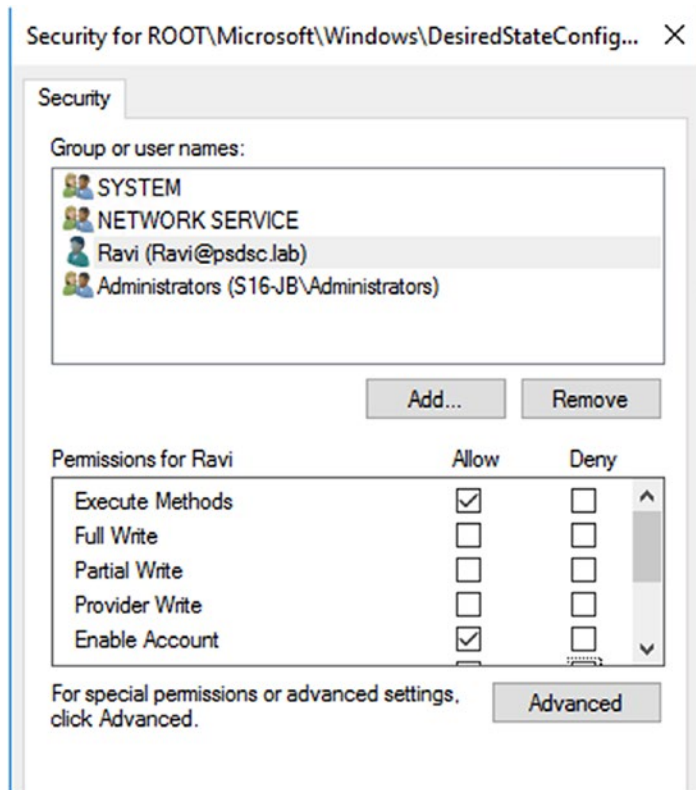 Security for ROOT\Microsoft\Windows\DesiredStateConfig...
Security
Group or user names:
SYSTEM
NETWORK SERVICE
Ravi (Ravi@psdsc.lab)
Administrators (S16-JB\Administrators)
Add...
Remove
Permissions for Ravi
Allow
Deny
Execute Methods
Full Write
Partial Write
Provider Write
Enable Account
For special permissions or advanced settings,
click Advanced.
Advanced